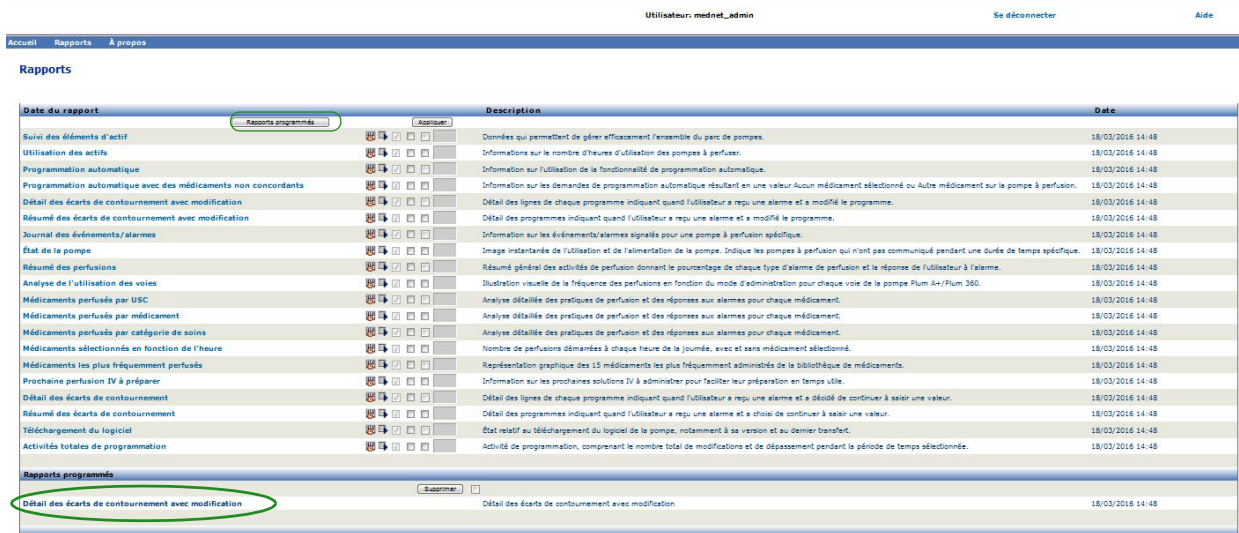 Utilisateur: mednet_admin Se déconnecter Aide
Accueil Rapports À propos
Rapports
Date du rapport Description Date
Rapports programmés Appliquer
Suivi des éléments d'actif Données qui permettent de gérer efficacement l'ensemble du parc de pompes. 18/03/2016 14:48
Utilisation des actifs Informations sur le nombre d'heures d'utilisation des pompes à perfuser. 18/03/2016 14:48
Programmation automatique Information sur l'utilisation de la fonctionnalité de programmation automatique. 18/03/2016 14:48
Programmation automatique avec des médicaments non concordants Information sur les demandes de programmation automatique résultant en une valeur Aucun médicament sélectionné ou Autre médicament sur la pompe à perfusion. 18/03/2016 14:48
Détail des écarts de contournement avec modification Détail des lignes de chaque programme indiquant quand l'utilisateur a reçu une alarme et a modifié le programme. 18/03/2016 14:48
Résumé des écarts de contournement avec modification Détail des programmes indiquant quand l'utilisateur a reçu une alarme et a modifié le programme. 18/03/2016 14:48
Journal des événements/alarmes Information sur les événements/alarmes signalés pour une pompe à perfusion spécifique. 18/03/2016 14:48
État de la pompe Image instantanée de l'utilisation et de l'alimentation de la pompe. Indique les pompes à perfusion qui n'ont pas communiqué pendant une durée de temps spécifique. 18/03/2016 14:48
Résumé des perfusions Résumé général des activités de perfusion donnant le pourcentage de chaque type d'alarme de perfusion et la réponse de l'utilisateur à l'alarme. 18/03/2016 14:48
Analyse de l'utilisation des voies Illustration visuelle de la fréquence des perfusions en fonction du mode d'administration pour chaque voie de la pompe Plum A+/Plum 360. 18/03/2016 14:48
Médicaments perfusés par USC Analyse détaillée des pratiques de perfusion et des réponses aux alarmes pour chaque médicament. 18/03/2016 14:48
Médicaments perfusés par médicament Analyse détaillée des pratiques de perfusion et des réponses aux alarmes pour chaque médicament. 18/03/2016 14:48
Médicaments perfusés par catégorie de soins Analyse détaillée des pratiques de perfusion et des réponses aux alarmes pour chaque médicament. 18/03/2016 14:48
Médicaments sélectionnés en fonction de l'heure Nombre de perfusions démarrées à chaque heure de la journée, avec et sans médicament sélectionné. 18/03/2016 14:48
Médicaments les plus fréquemment perfusés Représentation graphique des 15 médicaments les plus fréquemment administrés de la bibliothèque de médicaments. 18/03/2016 14:48
Prochaine perfusion IV à préparer Information sur les prochaines solutions IV à administrer pour faciliter leur préparation en temps utile. 18/03/2016 14:48
Détail des écarts de contournement Détail des lignes de chaque programme indiquant quand l'utilisateur a reçu une alarme et a décidé de continuer à saisir une valeur. 18/03/2016 14:48
Résumé des écarts de contournement Détail des programmes indiquant quand l'utilisateur a reçu une alarme et a choisi de continuer à saisir une valeur. 18/03/2016 14:48
Téléchargement du logiciel État relatif au téléchargement du logiciel de la pompe, notamment à sa version et au dernier transfert. 18/03/2016 14:48
Activités totales de programmation Activité de programmation, comprenant le nombre total de modifications et de dépassement pendant la période de temps sélectionnée. 18/03/2016 14:48
Rapports programmés
Supprimer
Détail des écarts de contournement avec modification Détail des écarts de contournement avec modification 18/03/2016 14:48